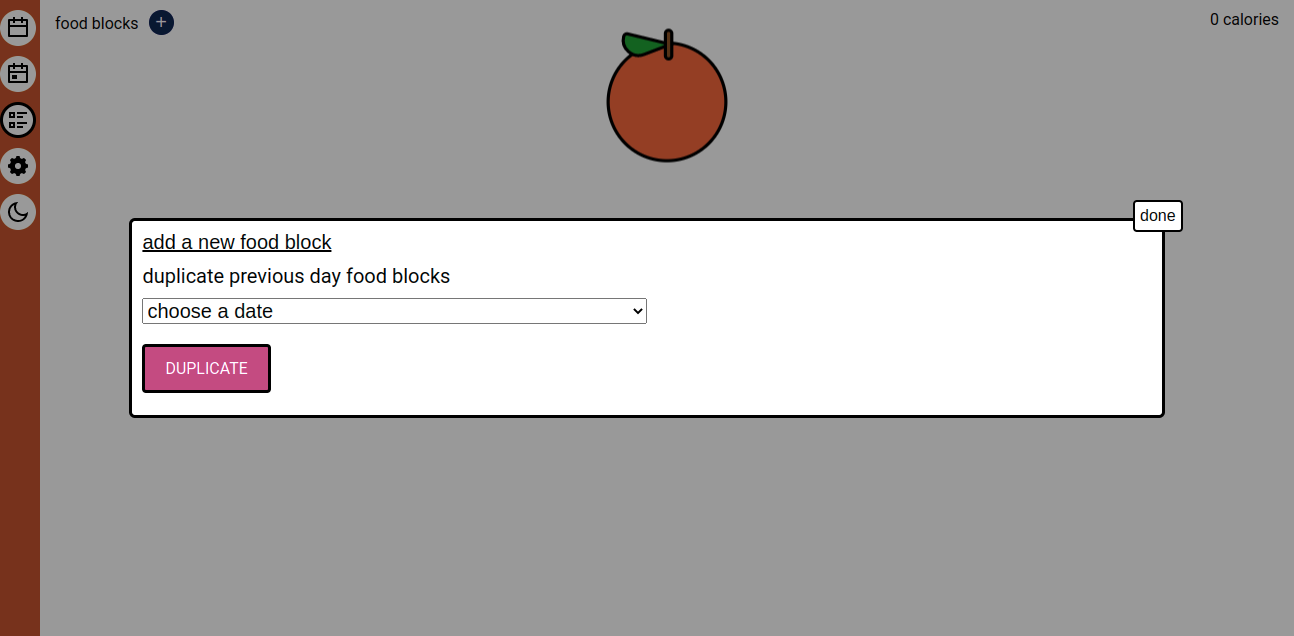 food blocks +
0 calories
done
add a new food block
duplicate previous day food blocks
choose a date
DUPLICATE